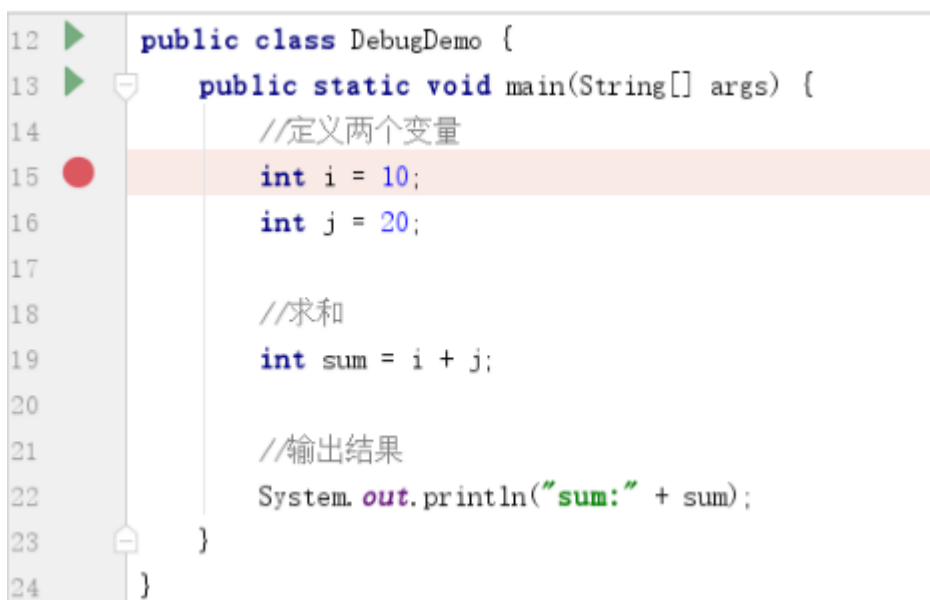 12 public class DebugDemo {
13 public static void main(String[] args) {
14 //定义两个变量
15 int i = 10;
16 int j = 20;
17
18 //求和
19 int sum = i + j;
20
21 //输出结果
22 System.out.println("sum:" + sum);
23 }
24 }